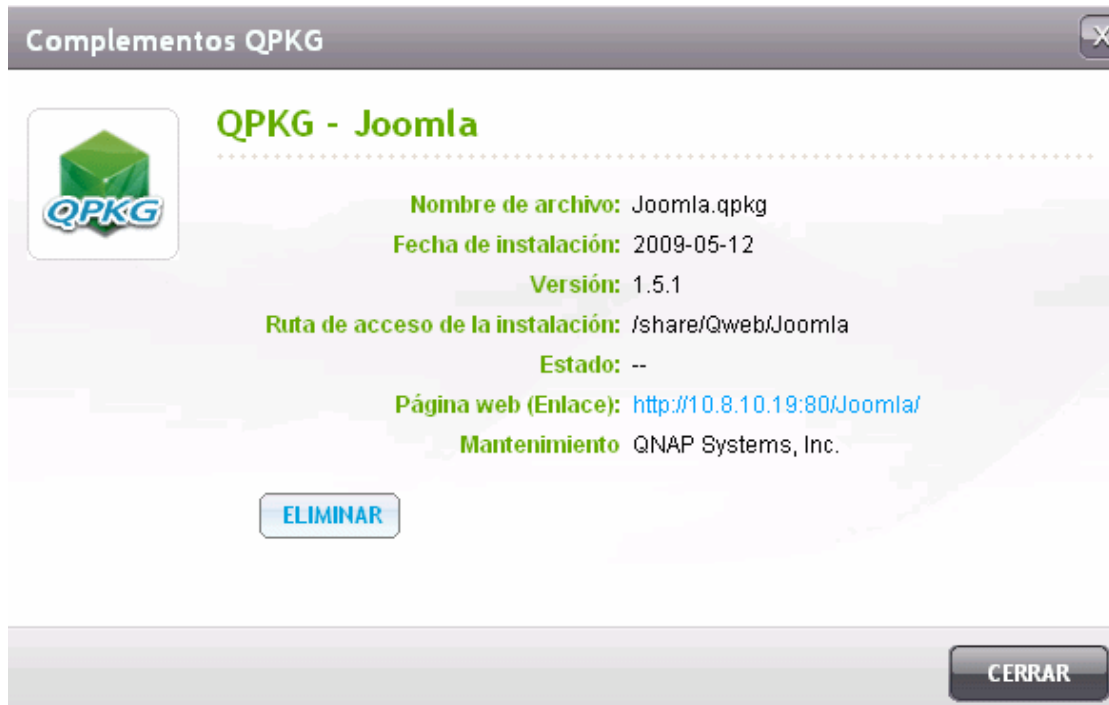 Complementos QPKG
X
QPKG
QPKG - Joomla
Nombre de archivo: Joomla.qpkg
Fecha de instalación: 2009-05-12
Versión: 1.5.1
Ruta de acceso de la instalación: /share/Qweb/Joomla
Estado: --
Página web (Enlace): http://10.8.10.19:80/Joomla/
Mantenimiento QNAP Systems, Inc.
ELIMINAR
CERRAR